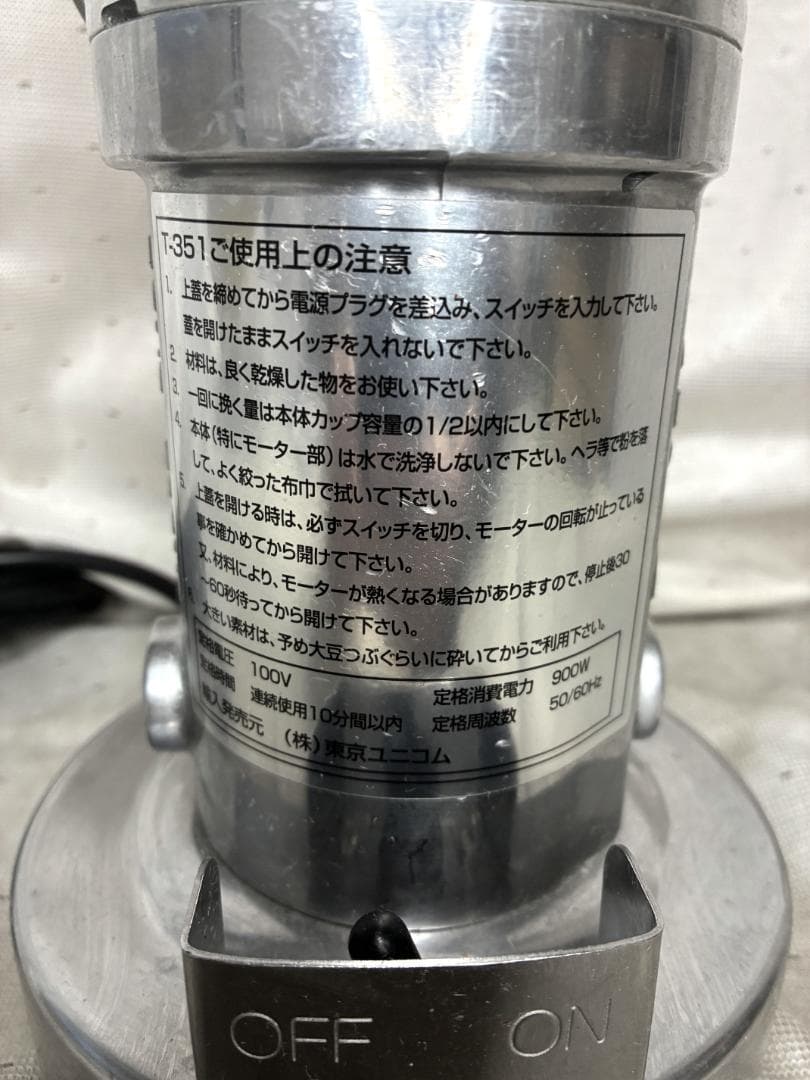 T-351ご使用上の注意
1. 上蓋を締めてから電源プラグを差込み、スイッチを入力して下さい。
蓋を開けたままスイッチを入れないで下さい。
2. 材料は、良く乾燥した物をお使い下さい。
3. 一回に挽く量は本体カップ容量の1/2以内にして下さい。
4. 本体(特にモーター部)は水で洗浄しないで下さい。ヘラ等で粉を落
して、よく絞った布巾で拭いて下さい。
5. 上蓋を開ける時は、必ずスイッチを切り、モーターの回転が止っている
事を確かめてから開けて下さい。
又、材料により、モーターが熱くなる場合がありますので、停止後30
〜60秒待ってから開けて下さい。
6. 大きい素材は、予め大豆つぶぐらいに砕いてからご利用下さい。
定格電圧 100V 定格消費電力 900W
定格時間 連続使用10分間以内 定格周波数 50/60Hz
輸入発売元 (株)東京ユニコム
OFF ON